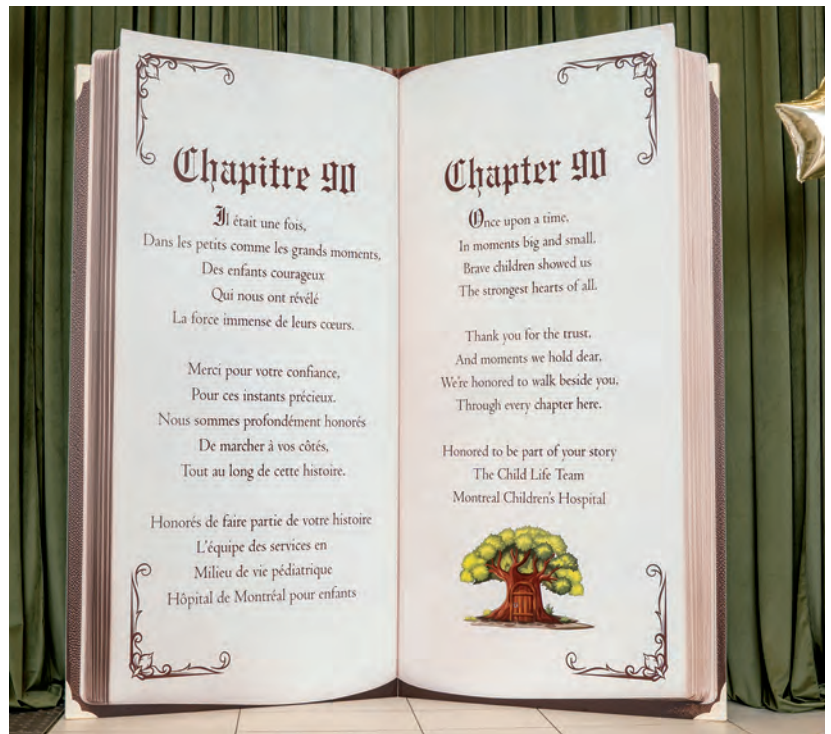 Chapitre 90
Il était une fois,
Dans les petits comme les grands moments,
Des enfants courageux
Qui nous ont révélé
La force immense de leurs cœurs.
Merci pour votre confiance,
Pour ces instants précieux.
Nous sommes profondément honorés
De marcher à vos côtés,
Tout au long de cette histoire.
Honorés de faire partie de votre histoire
L'équipe des services en
Milieu de vie pédiatrique
Hôpital de Montréal pour enfants
Chapter 90
Once upon a time,
In moments big and small,
Brave children showed us
The strongest hearts of all.
Thank you for the trust,
And moments we hold dear,
We're honored to walk beside you,
Through every chapter here.
Honored to be part of your story
The Child Life Team
Montreal Children's Hospital